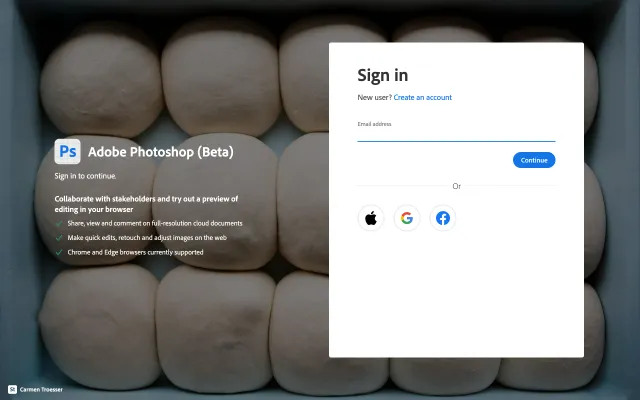 Ps
Adobe Photoshop (Beta)
Sign in to continue.
Collaborate with stakeholders and try out a preview of
editing in your browser
Share, view and comment on full-resolution cloud documents
Make quick edits, retouch and adjust images on the web
Chrome and Edge browsers currently supported
St
Carmen Troesser
Sign in
New user? Create an account
Email address
Continue
Or